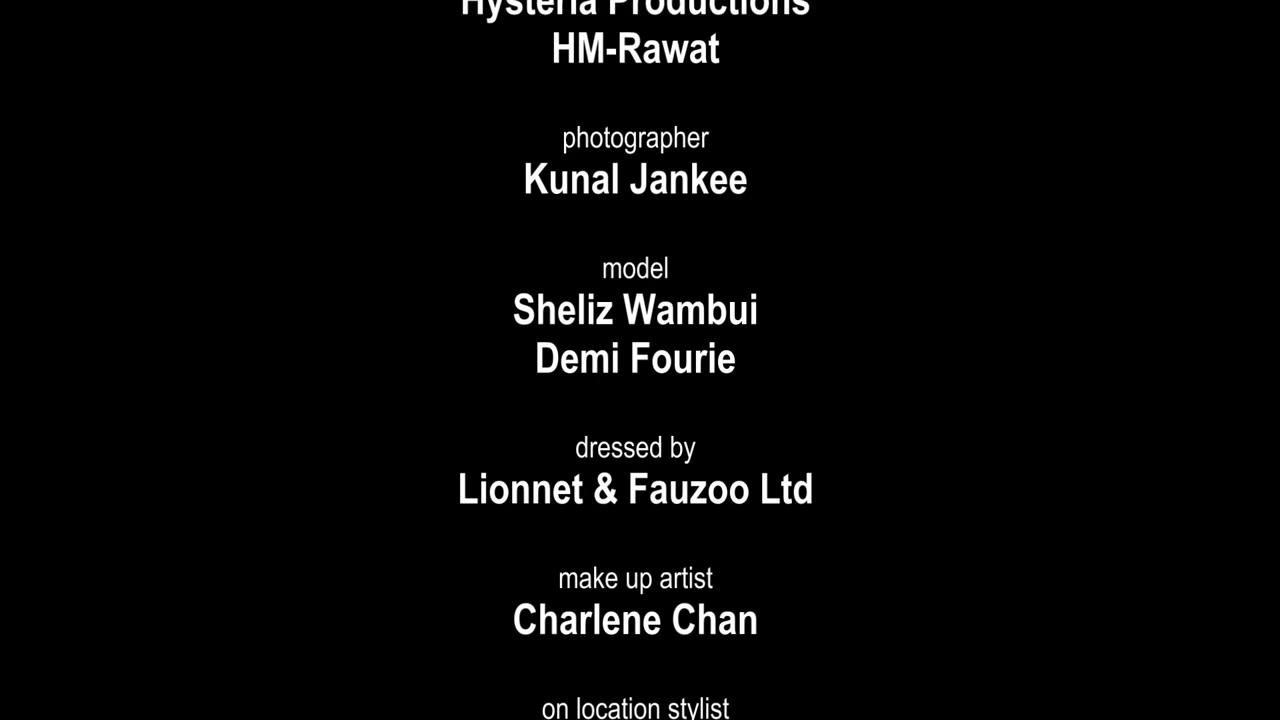 Hysteria Productions
HM-Rawat
photographer
Kunal Jankee
model
Sheliz Wambui
Demi Fourie
dressed by
Lionnet & Fauzoo Ltd
make up artist
Charlene Chan
on location stylist